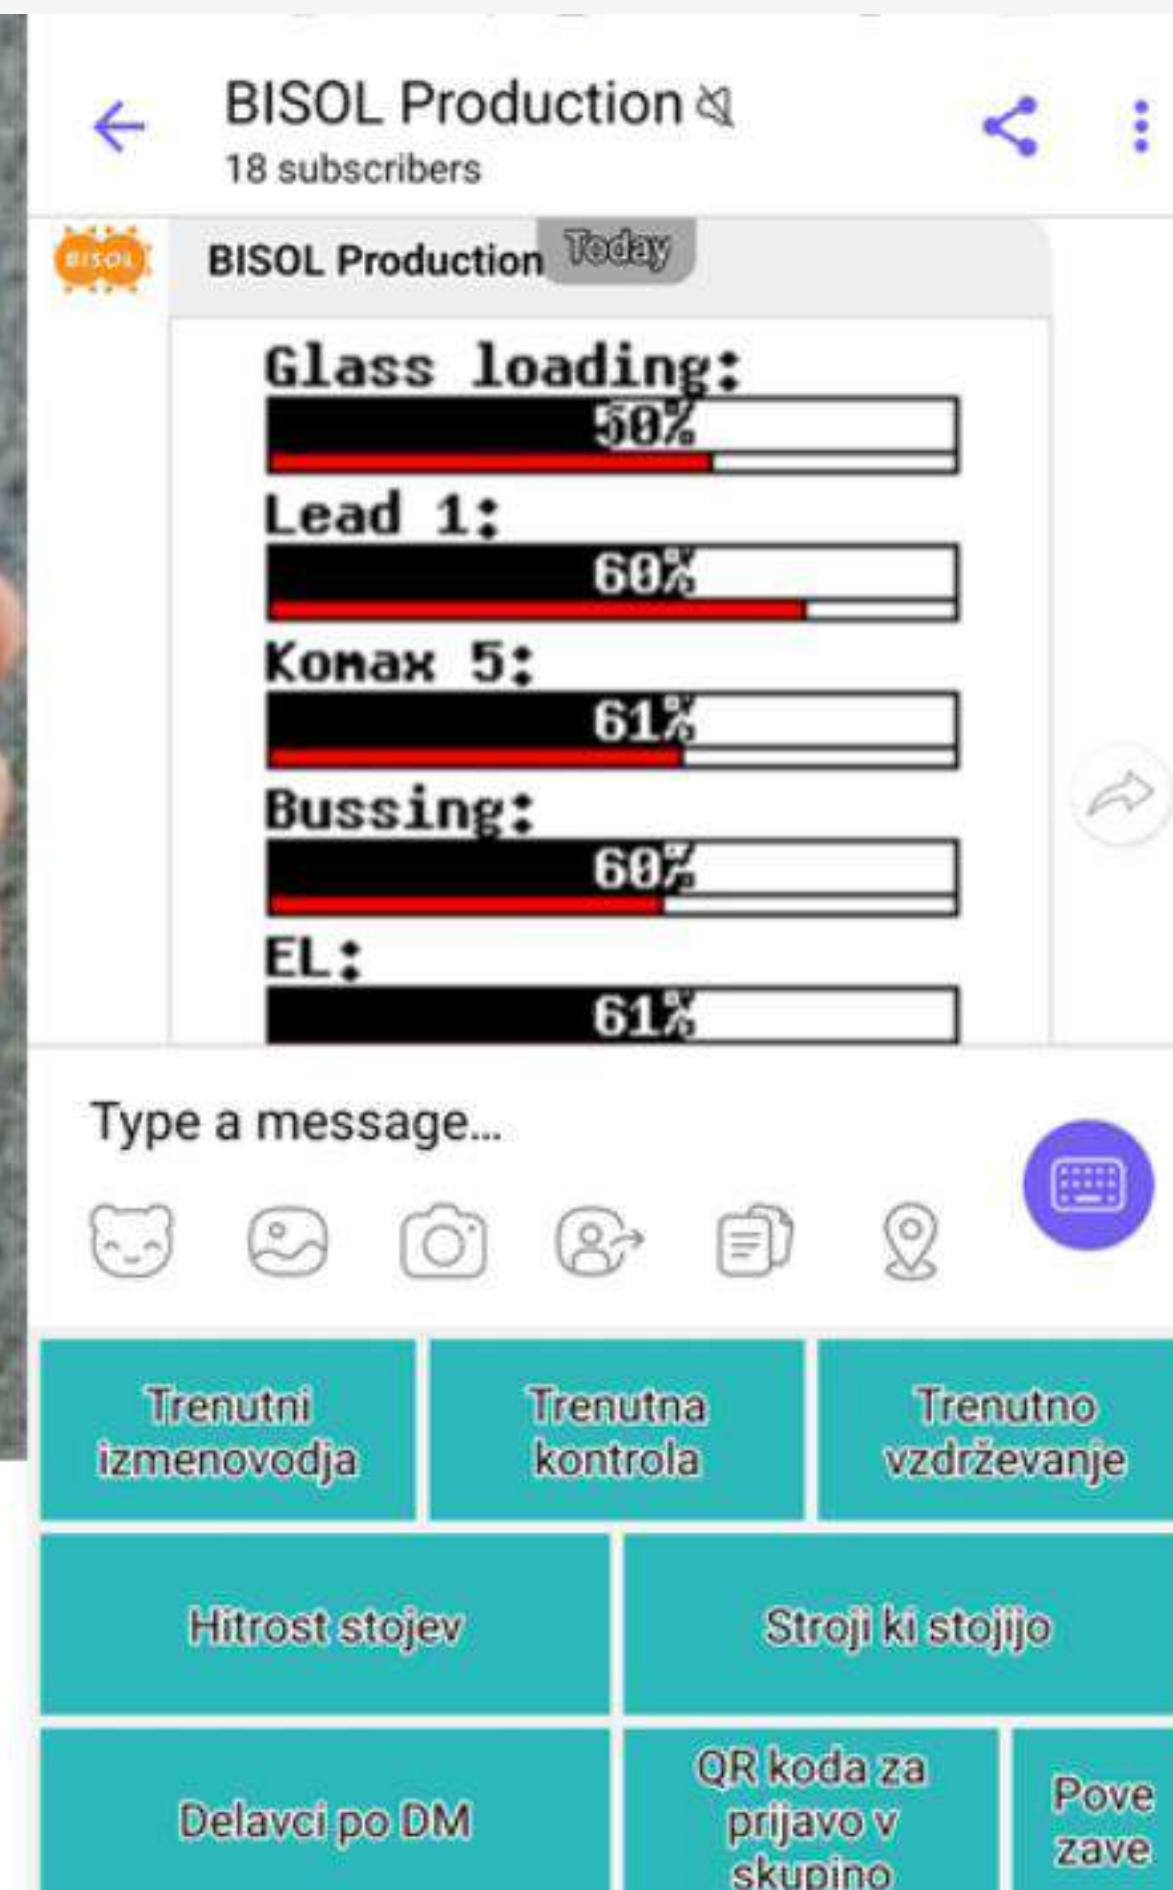 BISOL Production
18 subscribers
BISOL
BISOL Production
Today
Glass loading:
50%
Lead 1:
60%
Komax 5:
61%
Bussing:
60%
EL:
61%
Type a message...
Trenutni
izmenovodja
Trenutna
kontrola
Trenutno
vzdrževanje
Hitrost stojev
Stroji ki stojijo
Delavci po DM
QR koda za
prijavo v
skupino
Pove
zave